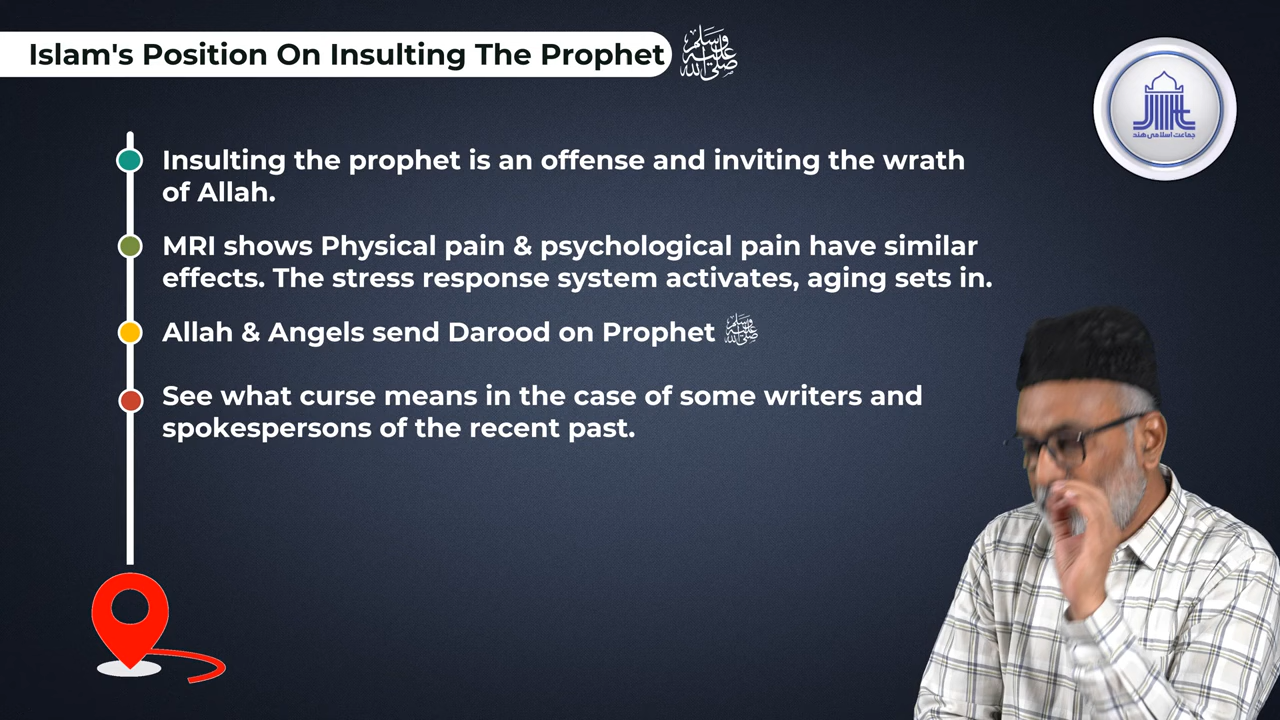 Islam's Position On Insulting The Prophet ﷺ
Insulting the prophet is an offense and inviting the wrath
of Allah.
MRI shows Physical pain & psychological pain have similar
effects. The stress response system activates, aging sets in.
Allah & Angels send Darood on Prophet ﷺ
See what curse means in the case of some writers and
spokespersons of the recent past.
جماعت اسلامی هند